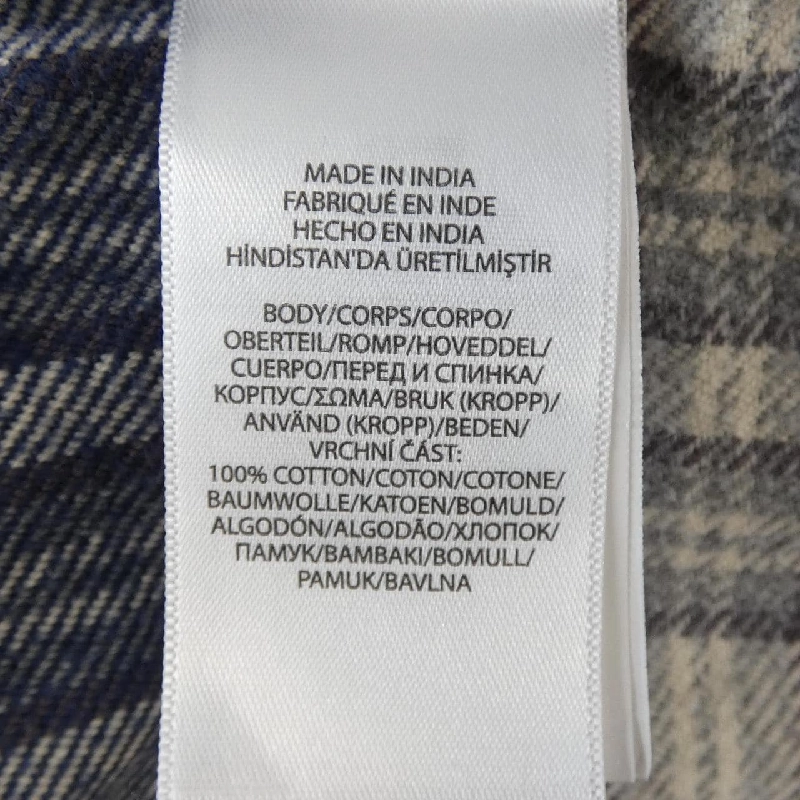 MADE IN INDIA
FABRIQUÉ EN INDE
HECHO EN INDIA
HİNDİSTAN'DA ÜRETİLMİŞTİR
BODY/CORPS/CORPO/
OBERTEIL/ROMP/HOVEDDEL/
CUERPO/ПЕРЕД И СПИНКА/
КОРПУС/ΣΩΜΑ/BRUK (KROPP)/
ANVÄND (KROPP)/BEDEN/
VRCHNÍ ČÁST:
100% COTTON/COTON/COTONE/
BAUMWOLLE/KATOEN/BOMULD/
ALGODÓN/ALGODÃO/ХЛОПОК/
ПАМУК/BAMBAKI/BOMULL/
PAMUK/BAVLNA